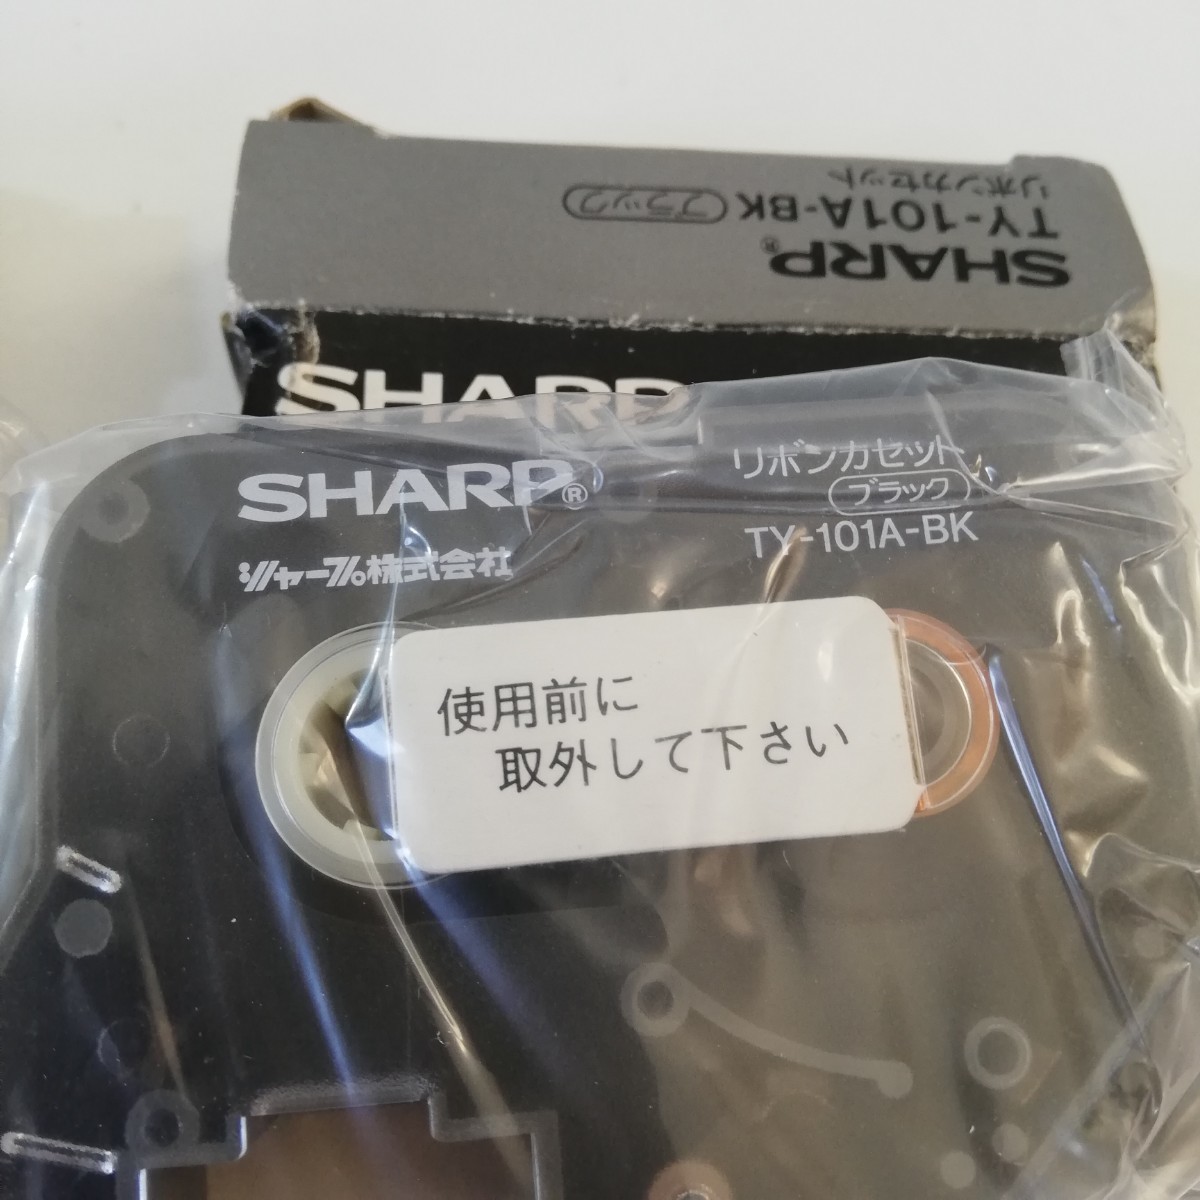 SHARP®
TY-101A-BK ブラック
リボンカセット
SHARP
SHARP®
シャープ株式会社
リボンカセット
ブラック
TY-101A-BK
使用前に
取外して下さい